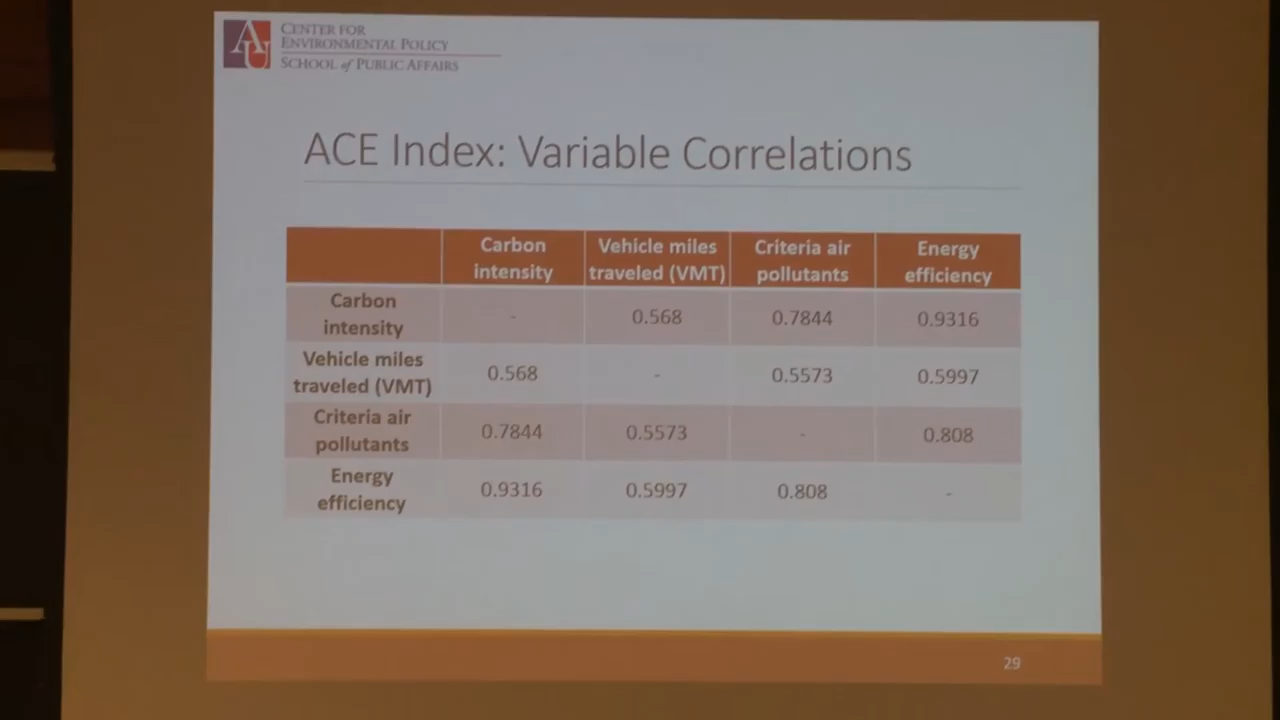 AU
CENTER FOR
ENVIRONMENTAL POLICY
SCHOOL of PUBLIC AFFAIRS
ACE Index: Variable Correlations
Carbon intensity Vehicle miles traveled (VMT) Criteria air pollutants Energy efficiency
Carbon intensity - 0.568 0.7844 0.9316
Vehicle miles traveled (VMT) 0.568 - 0.5573 0.5997
Criteria air pollutants 0.7844 0.5573 - 0.808
Energy efficiency 0.9316 0.5997 0.808 -
29